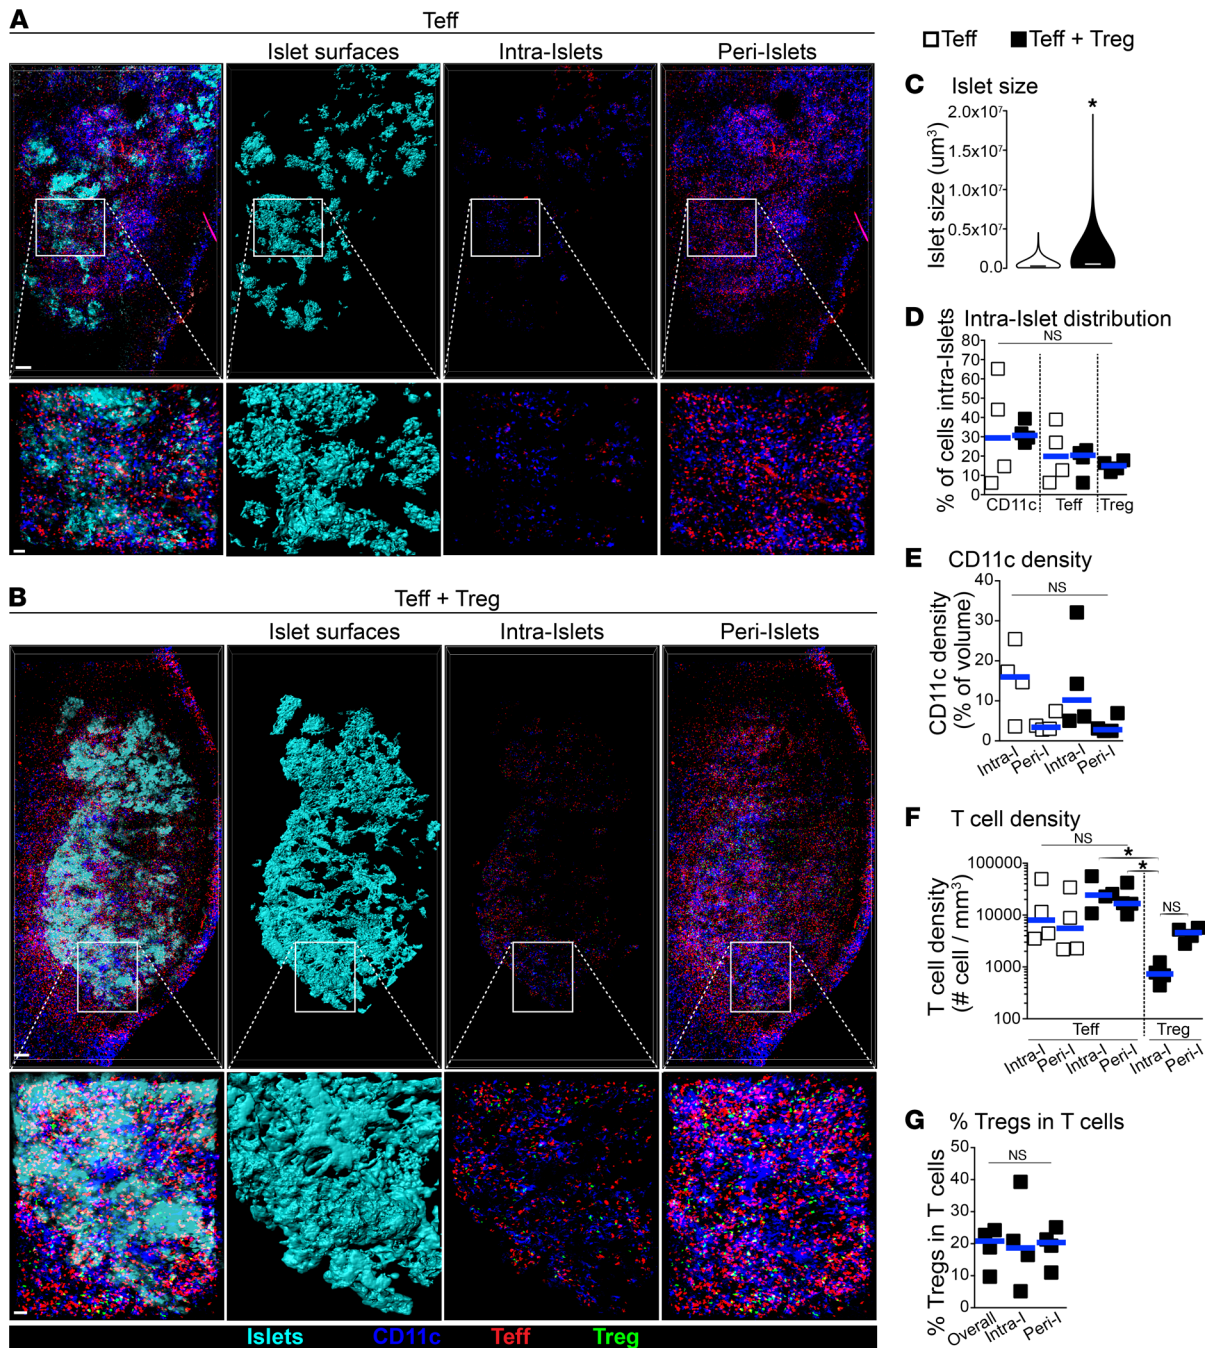 A
Teff
Islet surfaces
Intra-Islets
Peri-Islets
B
Teff + Treg
Islet surfaces
Intra-Islets
Peri-Islets
Islets
CD11c
Teff
Treg
Teff
Teff + Treg
C Islet size
Islet size (um³)
2.0x10⁷
1.5x10⁷
1.0x10⁷
0.5x10⁷
0.0
*
D Intra-Islet distribution
% of cells intra-Islets
80
70
60
50
40
30
20
10
0
NS
CD11c
Teff
Treg
E CD11c density
CD11c density
(% of volume)
40
30
20
10
0
NS
Intra-I
Peri-I
Intra-I
Peri-I
F T cell density
T cell density
(# cell / mm³)
100000
10000
1000
100
NS
*
*
NS
Teff
Treg
Intra-I
Peri-I
Intra-I
Peri-I
Intra-I
Peri-I
G % Tregs in T cells
% Tregs in T cells
50
40
30
20
10
0
NS
Overall
Intra-I
Peri-I